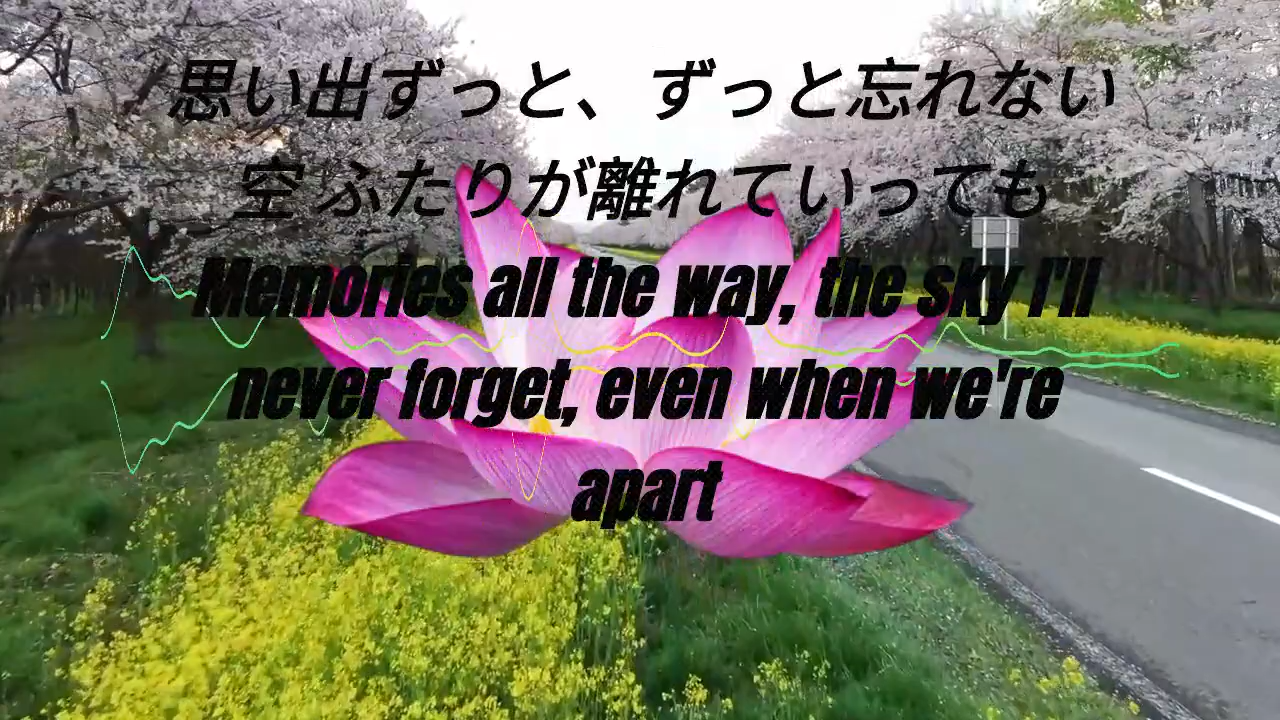 思い出ずっと、ずっと忘れない
空 ふたりが離れていっても
Memories all the way, the sky I'll
never forget, even when we're
apart